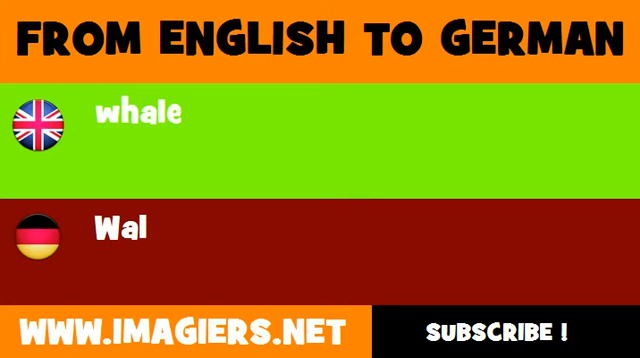 FROM ENGLISH TO GERMAN
whale
Wal
WWW.IMAGIERS.NET
SUBSCRIBE !